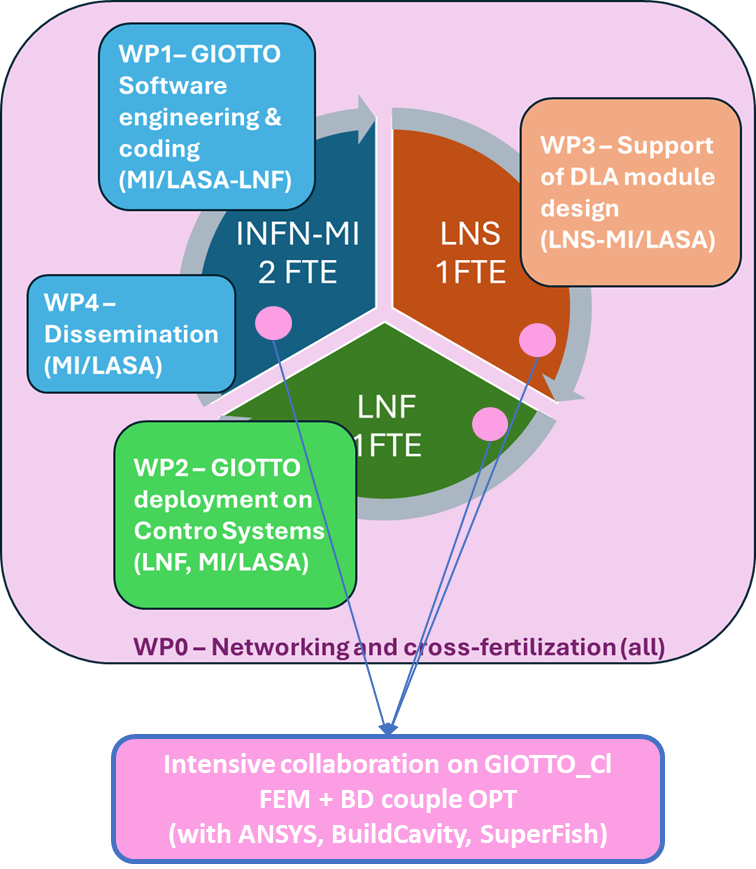 WP1– GIOTTO
Software
engineering &
coding
(MI/LASA-LNF)
WP3 – Support
of DLA module
design
(LNS-MI/LASA)
INFN-MI
2 FTE
LNS
1FTE
WP4 –
Dissemination
(MI/LASA)
LNF
1FTE
WP2 – GIOTTO
deployment on
Contro Systems
(LNF, MI/LASA)
WP0 – Networking and cross-fertilization (all)
Intensive collaboration on GIOTTO_Cl
FEM + BD couple OPT
(with ANSYS, BuildCavity, SuperFish)